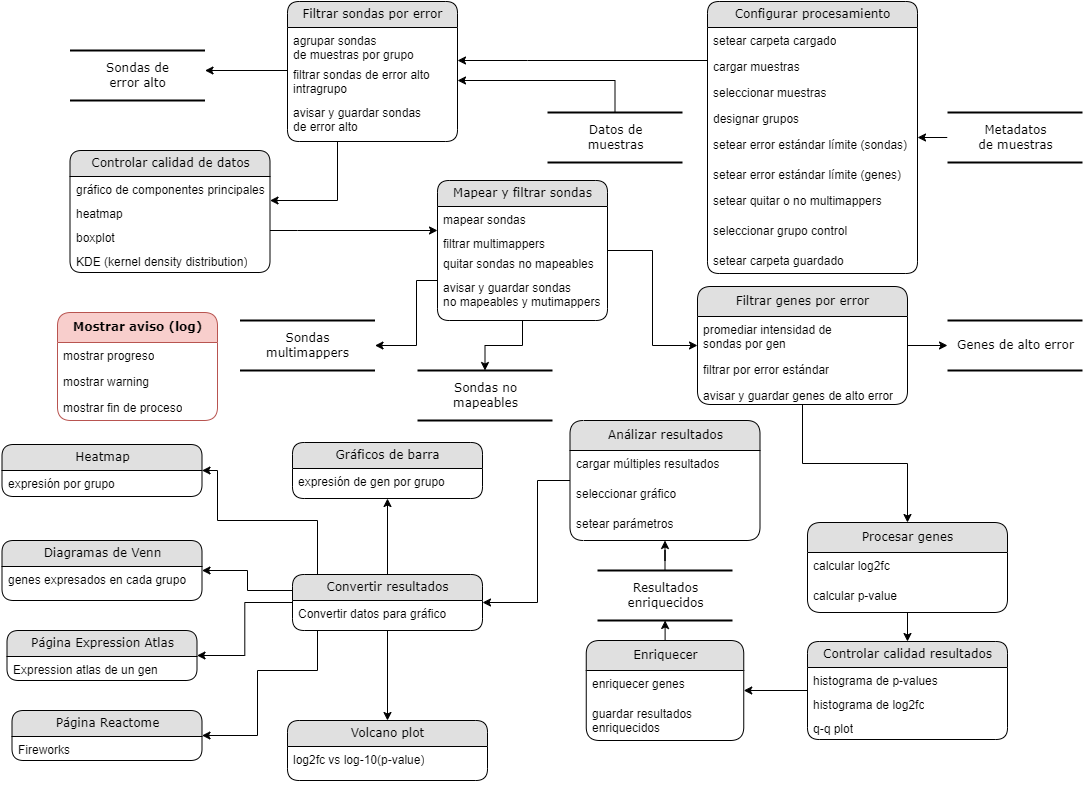 Filtrar sondas por error
agrupar sondas
de muestras por grupo
filtrar sondas de error alto
intragrupo
avisar y guardar sondas
de error alto
Configurar procesamiento
setear carpeta cargado
cargar muestras
seleccionar muestras
designar grupos
setear error estándar límite (sondas)
setear error estándar límite (genes)
setear quitar o no multimappers
seleccionar grupo control
setear carpeta guardado
Sondas de
error alto
Datos de
muestras
Metadatos
de muestras
Controlar calidad de datos
gráfico de componentes principales
heatmap
boxplot
KDE (kernel density distribution)
Mapear y filtrar sondas
mapear sondas
filtrar multimappers
quitar sondas no mapeables
avisar y guardar sondas
no mapeables y mutimappers
Filtrar genes por error
promediar intensidad de
sondas por gen
filtrar por error estándar
avisar y guardar genes de alto error
Genes de alto error
Mostrar aviso (log)
mostrar progreso
mostrar warning
mostrar fin de proceso
Sondas
multimappers
Sondas no
mapeables
Análizar resultados
cargar múltiples resultados
seleccionar gráfico
setear parámetros
Heatmap
expresión por grupo
Gráficos de barra
expresión de gen por grupo
Procesar genes
calcular log2fc
calcular p-value
Diagramas de Venn
genes expresados en cada grupo
Convertir resultados
Convertir datos para gráfico
Resultados
enriquecidos
Página Expression Atlas
Expression atlas de un gen
Enriquecer
enriquecer genes
guardar resultados
enriquecidos
Controlar calidad resultados
histograma de p-values
histograma de log2fc
q-q plot
Página Reactome
Fireworks
Volcano plot
log2fc vs log-10(p-value)